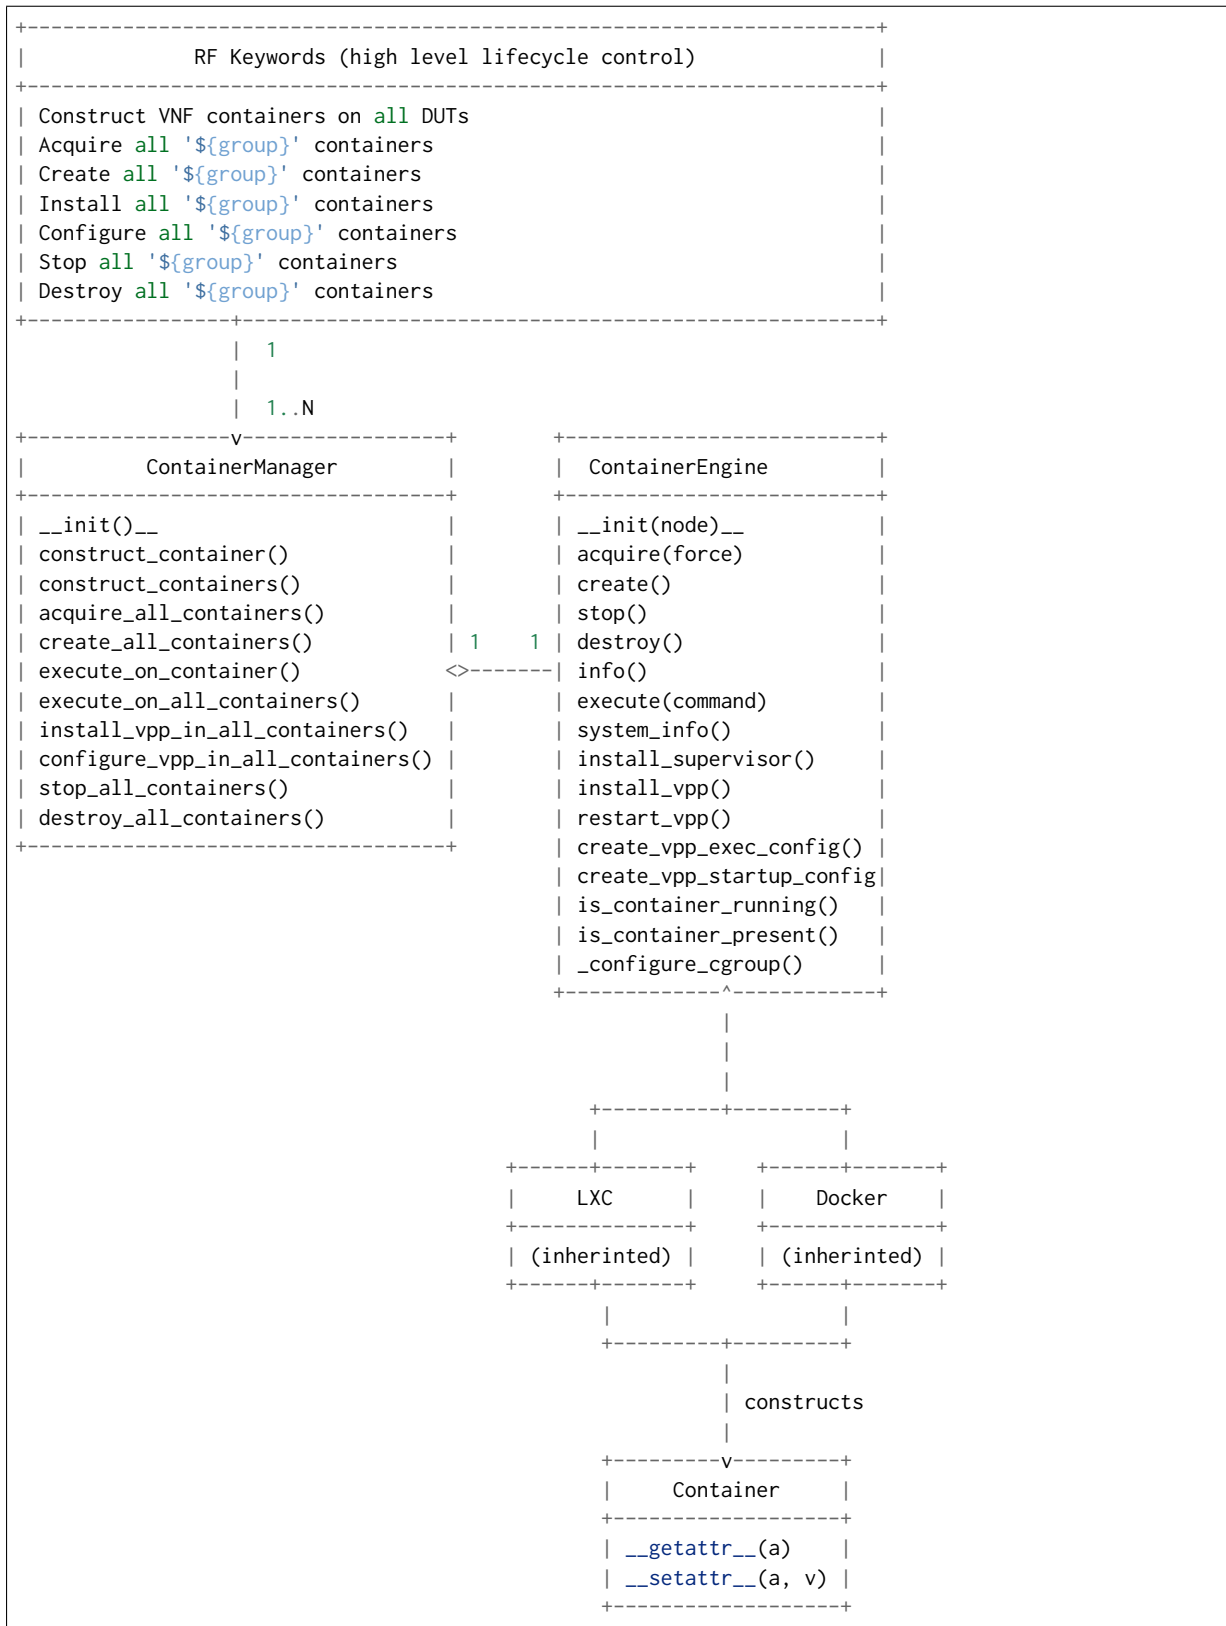 +-----------------------------------------------------------------------+
|              RF Keywords (high level lifecycle control)               |
+-----------------------------------------------------------------------+
| Construct VNF containers on all DUTs                                  |
| Acquire all '${group}' containers                                     |
| Create all '${group}' containers                                      |
| Install all '${group}' containers                                     |
| Configure all '${group}' containers                                   |
| Stop all '${group}' containers                                        |
| Destroy all '${group}' containers                                     |
+-----------------+-----------------------------------------------------+
                  |  1
                  |
                  |  1..N
+-----------------v-----------------+        +--------------------------+
|          ContainerManager         |        |  ContainerEngine         |
+-----------------------------------+        +--------------------------+
| __init()__                        |        | __init(node)__           |
| construct_container()             |        | acquire(force)           |
| construct_containers()            |        | create()                 |
| acquire_all_containers()          |        | stop()                   |
| create_all_containers()           | 1    1 | destroy()                |
| execute_on_container()            <>-------| info()                   |
| execute_on_all_containers()       |        | execute(command)         |
| install_vpp_in_all_containers()   |        | system_info()            |
| configure_vpp_in_all_containers() |        | install_supervisor()     |
| stop_all_containers()             |        | install_vpp()            |
| destroy_all_containers()          |        | restart_vpp()            |
+-----------------------------------+        | create_vpp_exec_config() |
                                             | create_vpp_startup_config|
                                             | is_container_running()   |
                                             | is_container_present()   |
                                             | _configure_cgroup()      |
                                             +-------------^------------+
                                                           |
                                                           |
                                                           |
                                                +----------+---------+
                                                |                    |
                                         +------+-------+     +------+-------+
                                         |     LXC      |     |    Docker    |
                                         +--------------+     +--------------+
                                         | (inherinted) |     | (inherinted) |
                                         +------+-------+     +------+-------+
                                                 |                   |
                                                 +---------+---------+
                                                           |
                                                           | constructs
                                                           |
                                                 +---------v---------+
                                                 |     Container     |
                                                 +-------------------+
                                                 | __getattr__(a)    |
                                                 | __setattr__(a, v) |
                                                 +-------------------+